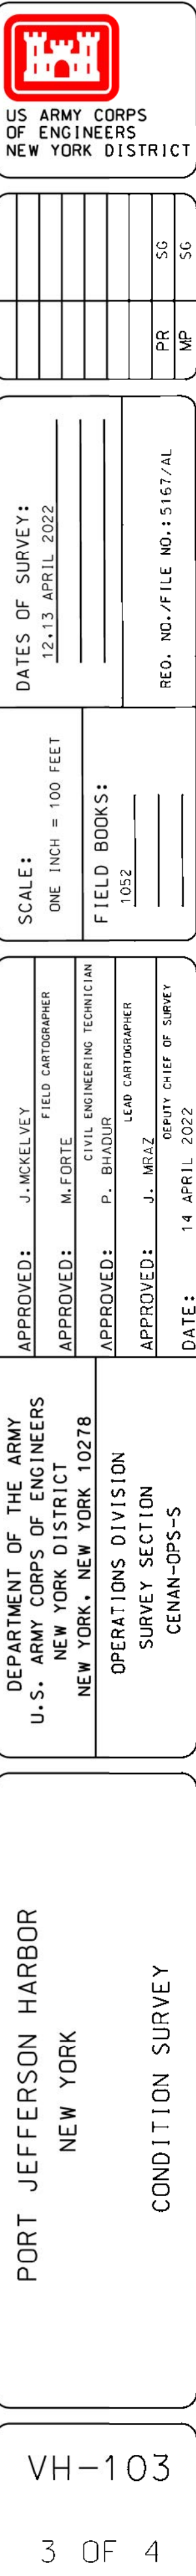 US ARMY CORPS
OF ENGINEERS
NEW YORK DISTRICT
PR SG
MP SG
DATES OF SURVEY:
12,13 APRIL 2022
REQ. NO./FILE NO.: 5167/AL
SCALE:
ONE INCH = 100 FEET
FIELD BOOKS:
1052
APPROVED: J.MCKELVEY
FIELD CARTOGRAPHER
APPROVED: M.FORTE
CIVIL ENGINEERING TECHNICIAN
APPROVED: P. BHADUR
LEAD CARTOGRAPHER
APPROVED: J. MRAZ
DEPUTY CHIEF OF SURVEY
DATE: 14 APRIL 2022
DEPARTMENT OF THE ARMY
U.S. ARMY CORPS OF ENGINEERS
NEW YORK DISTRICT
NEW YORK, NEW YORK 10278
OPERATIONS DIVISION
SURVEY SECTION
CENAN-OPS-S
PORT JEFFERSON HARBOR
NEW YORK
CONDITION SURVEY
VH-103
3 OF 4